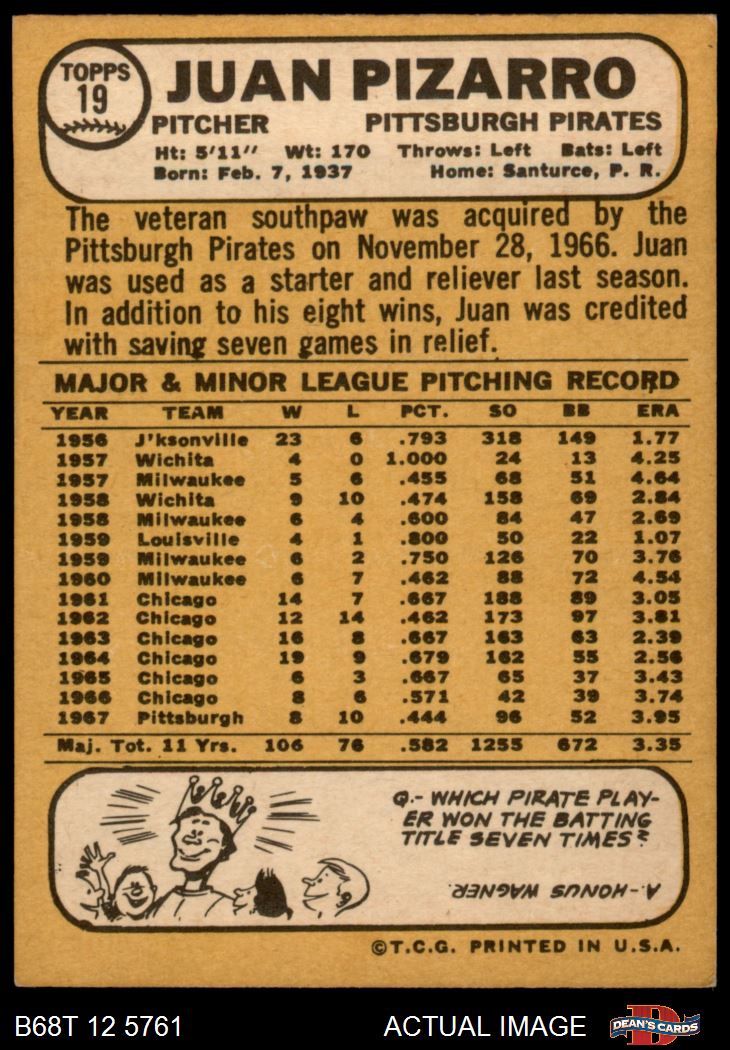 TOPPS
19
JUAN PIZARRO
PITCHER PITTSBURGH PIRATES
Ht: 5'11" Wt: 170 Throws: Left Bats: Left
Born: Feb. 7, 1937 Home: Santurce, P. R.
The veteran southpaw was acquired by the
Pittsburgh Pirates on November 28, 1966. Juan
was used as a starter and reliever last season.
In addition to his eight wins, Juan was credited
with saving seven games in relief.
MAJOR & MINOR LEAGUE PITCHING RECORD
YEAR TEAM W L PCT. SO BB ERA
1956 J'ksonville 23 6 .793 318 149 1.77
1957 Wichita 4 0 1.000 24 13 4.25
1957 Milwaukee 5 6 .455 68 51 4.64
1958 Wichita 9 10 .474 158 69 2.84
1958 Milwaukee 6 4 .600 84 47 2.69
1959 Louisville 4 1 .800 50 22 1.07
1959 Milwaukee 6 2 .750 126 70 3.76
1960 Milwaukee 6 7 .462 88 72 4.54
1961 Chicago 14 7 .667 188 89 3.05
1962 Chicago 12 14 .462 173 97 3.81
1963 Chicago 16 8 .667 163 63 2.39
1964 Chicago 19 9 .679 162 55 2.56
1965 Chicago 6 3 .667 65 37 3.43
1966 Chicago 8 6 .571 42 39 3.74
1967 Pittsburgh 8 10 .444 96 52 3.95
Maj. Tot. 11 Yrs. 106 76 .582 1255 672 3.35
Q.- WHICH PIRATE PLAY-
ER WON THE BATTING
TITLE SEVEN TIMES?
A.- HONUS WAGNER.
©T.C.G. PRINTED IN U.S.A.
B68T 12 5761 ACTUAL IMAGE
D
DEAN'S CARDS